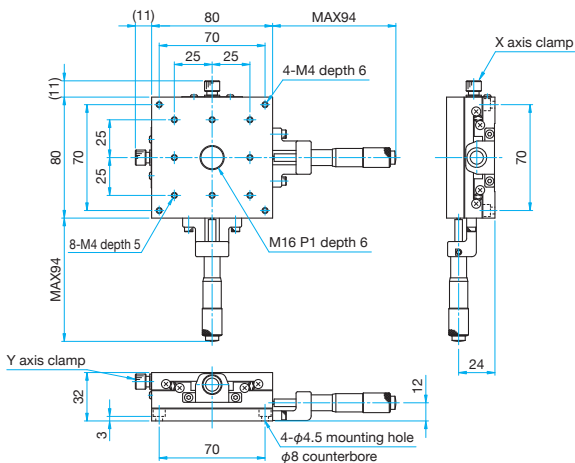 (11)
80
MAX94
70
25
25
4-M4 depth 6
X axis clamp
(11)
80
70
25
25
70
8-M4 depth 5
M16 P1 depth 6
MAX94
24
Y axis clamp
32
3
12
70
4-φ4.5 mounting hole
φ8 counterbore